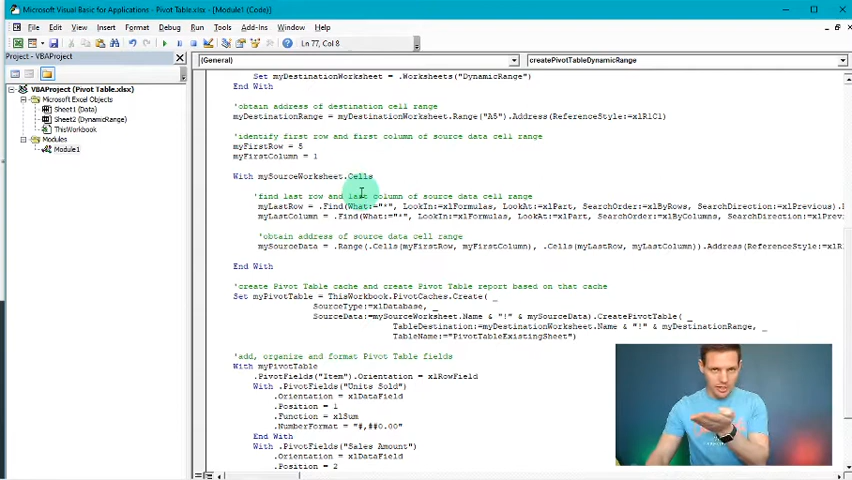 Microsoft Visual Basic for Applications - Pivot Table.xlsx - [Module1 (Code)]
File Edit View Insert Format Debug Run Tools Add-Ins Window Help
Ln 77, Col 8
Project - VBAProject
(General)
createPivotTableDynamicRange
VBAProject (Pivot Table.xlsx)
Microsoft Excel Objects
Sheet1 (Data)
Sheet2 (DynamicRange)
ThisWorkbook
Modules
Module1
Set myDestinationWorksheet = .Worksheets("DynamicRange")
End With
'obtain address of destination cell range
myDestinationRange = myDestinationWorksheet.Range("A5").Address(ReferenceStyle:=xlR1C1)
'identify first row and first column of source data cell range
myFirstRow = 5
myFirstColumn = 1
With mySourceWorksheet.Cells
'find last row and last column of source data cell range
myLastRow = .Find(What:="*", LookIn:=xlFormulas, LookAt:=xlPart, SearchOrder:=xlByRows, SearchDirection:=xlPrevious).
myLastColumn = .Find(What:="*", LookIn:=xlFormulas, LookAt:=xlPart, SearchOrder:=xlByColumns, SearchDirection:=xlPrev
'obtain address of source data cell range
mySourceData = .Range(.Cells(myFirstRow, myFirstColumn), .Cells(myLastRow, myLastColumn)).Address(ReferenceStyle:=xlR
End With
'create Pivot Table cache and create Pivot Table report based on that cache
Set myPivotTable = ThisWorkbook.PivotCaches.Create( _
SourceType:=xlDatabase, _
SourceData:=mySourceWorksheet.Name & "!" & mySourceData).CreatePivotTable( _
TableDestination:=myDestinationWorksheet.Name & "!" & myDestinationRange, _
TableName:="PivotTableExistingSheet")
'add, organize and format Pivot Table fields
With myPivotTable
.PivotFields("Item").Orientation = xlRowField
With .PivotFields("Units Sold")
.Orientation = xlDataField
.Position = 1
.Function = xlSum
.NumberFormat = "#,##0.00"
End With
With .PivotFields("Sales Amount")
.Orientation = xlDataField
.Position = 2